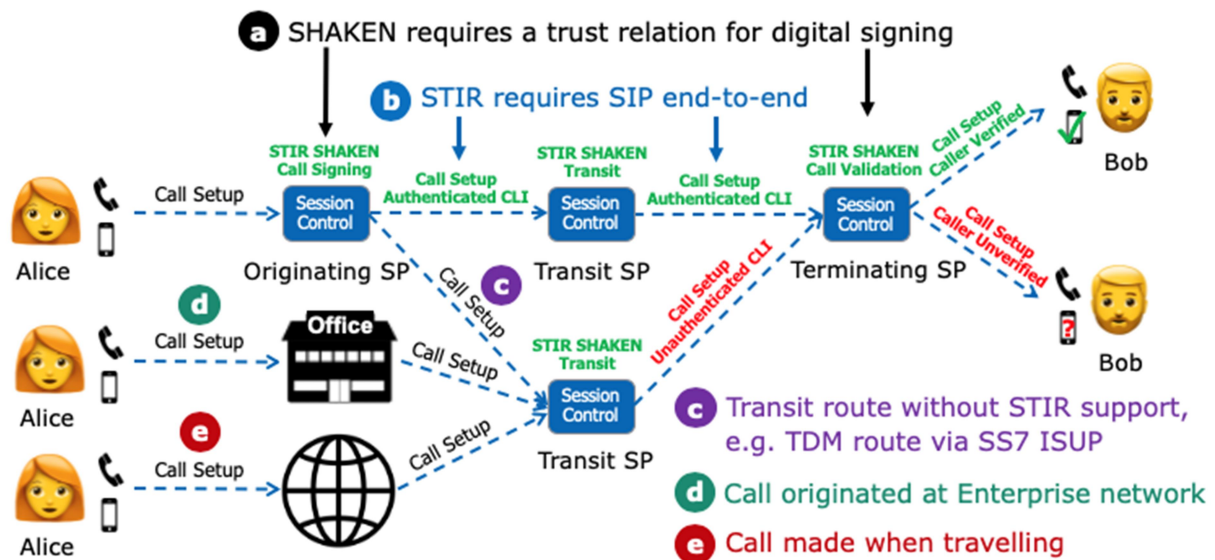 a SHAKEN requires a trust relation for digital signing
b STIR requires SIP end-to-end
STIR SHAKEN
Call Signing
STIR SHAKEN
Transit
STIR SHAKEN
Call Validation
Call Setup
Caller Verified
Bob
Alice
Call Setup
Session
Control
Originating SP
Call Setup
Authenticated CLI
Session
Control
Transit SP
Call Setup
Authenticated CLI
Session
Control
Terminating SP
Call Setup
Caller Unverified
?
Bob
c
Call Setup
Call Setup
Unauthenticated CLI
d
Call Setup
Alice
Office
Call Setup
STIR SHAKEN
Transit
Session
Control
Transit SP
e
Call Setup
Alice
Call Setup
c Transit route without STIR support,
e.g. TDM route via SS7 ISUP
d Call originated at Enterprise network
e Call made when travelling